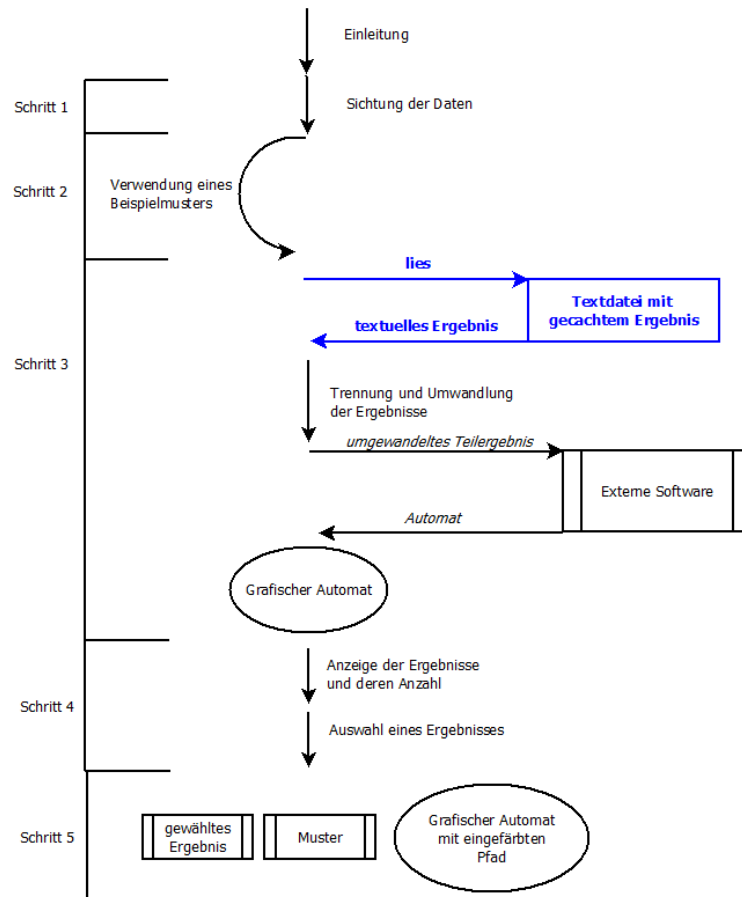 Einleitung
Schritt 1
Sichtung der Daten
Schritt 2
Verwendung eines
Beispielmusters
lies
Textdatei mit
gecachtem Ergebnis
textuelles Ergebnis
Schritt 3
Trennung und Umwandlung
der Ergebnisse
umgewandeltes Teilergebnis
Externe Software
Automat
Grafischer Automat
Anzeige der Ergebnisse
und deren Anzahl
Schritt 4
Auswahl eines Ergebnisses
Schritt 5
gewähltes
Ergebnis
Muster
Grafischer Automat
mit eingefärbten
Pfad